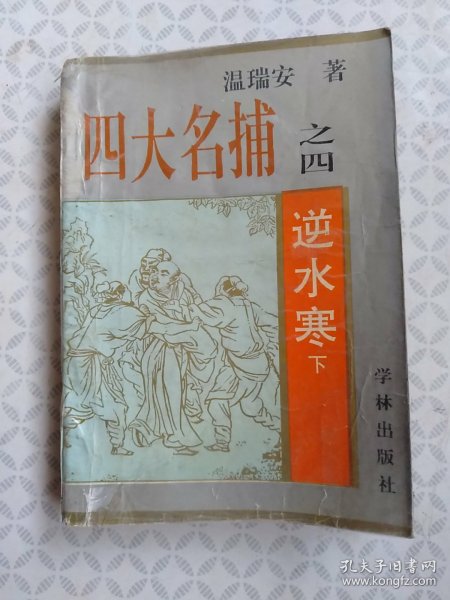 温瑞安 著
四大名捕 之四
逆水寒 下
学林出版社
孔夫子旧书网
www.kongfz.com